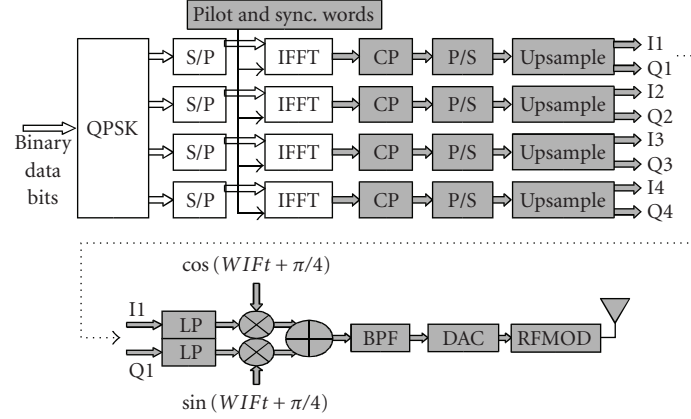 Pilot and sync. words
S/P IFFT CP P/S Upsample I1
Q1
S/P IFFT CP P/S Upsample I2
Q2
QPSK
Binary
data
bits
S/P IFFT CP P/S Upsample I3
Q3
S/P IFFT CP P/S Upsample I4
Q4
cos (WIFt + π/4)
I1 LP
BPF DAC RFMOD
Q1 LP
sin (WIFt + π/4)